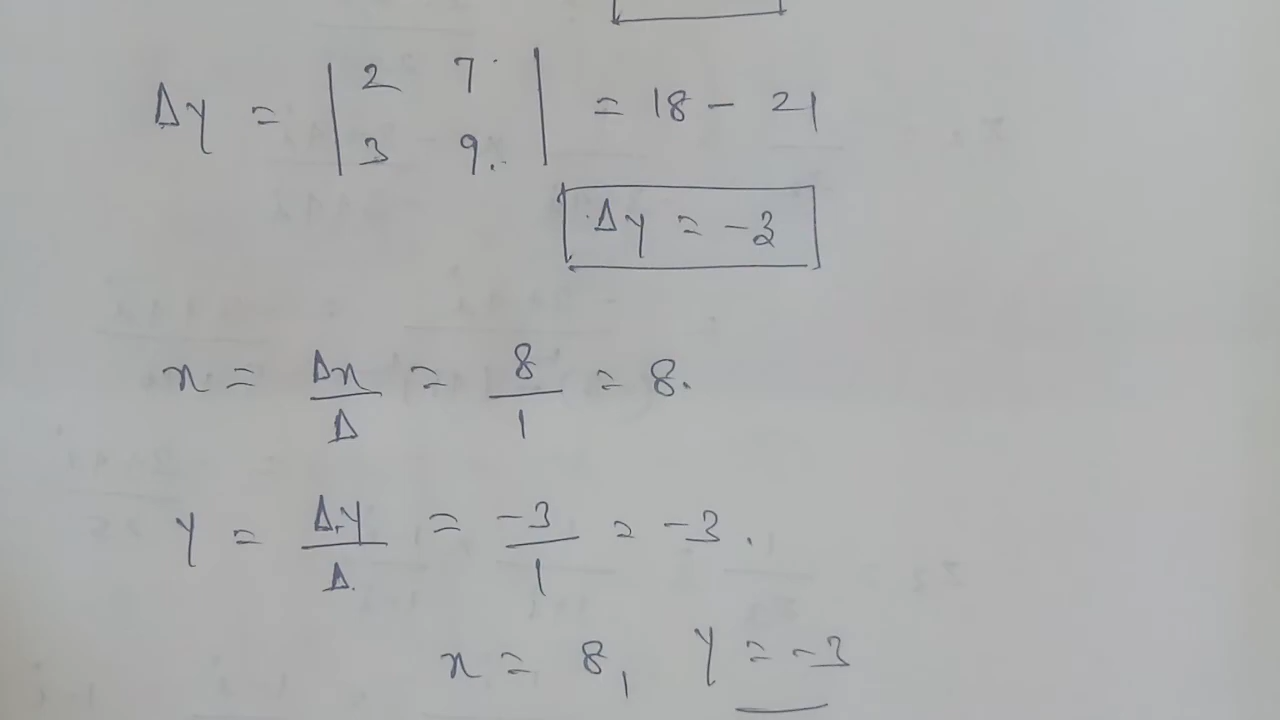 Δy = | 2 7 | = 18 - 21
| 3 9 |
Δy = -3
x = Δx / Δ = 8 / 1 = 8.
y = Δy / Δ = -3 / 1 = -3.
x = 8, y = -3